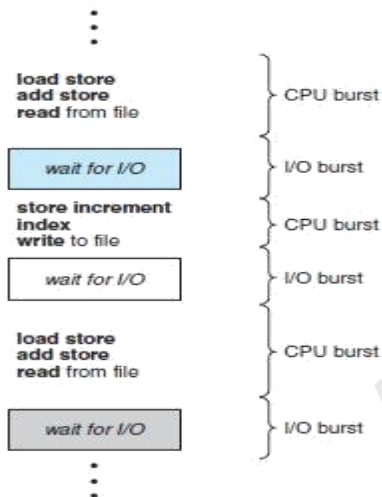 load store
add store
read from file
CPU burst
wait for I/O
I/O burst
store increment
index
write to file
CPU burst
wait for I/O
I/O burst
load store
add store
read from file
CPU burst
wait for I/O
I/O burst